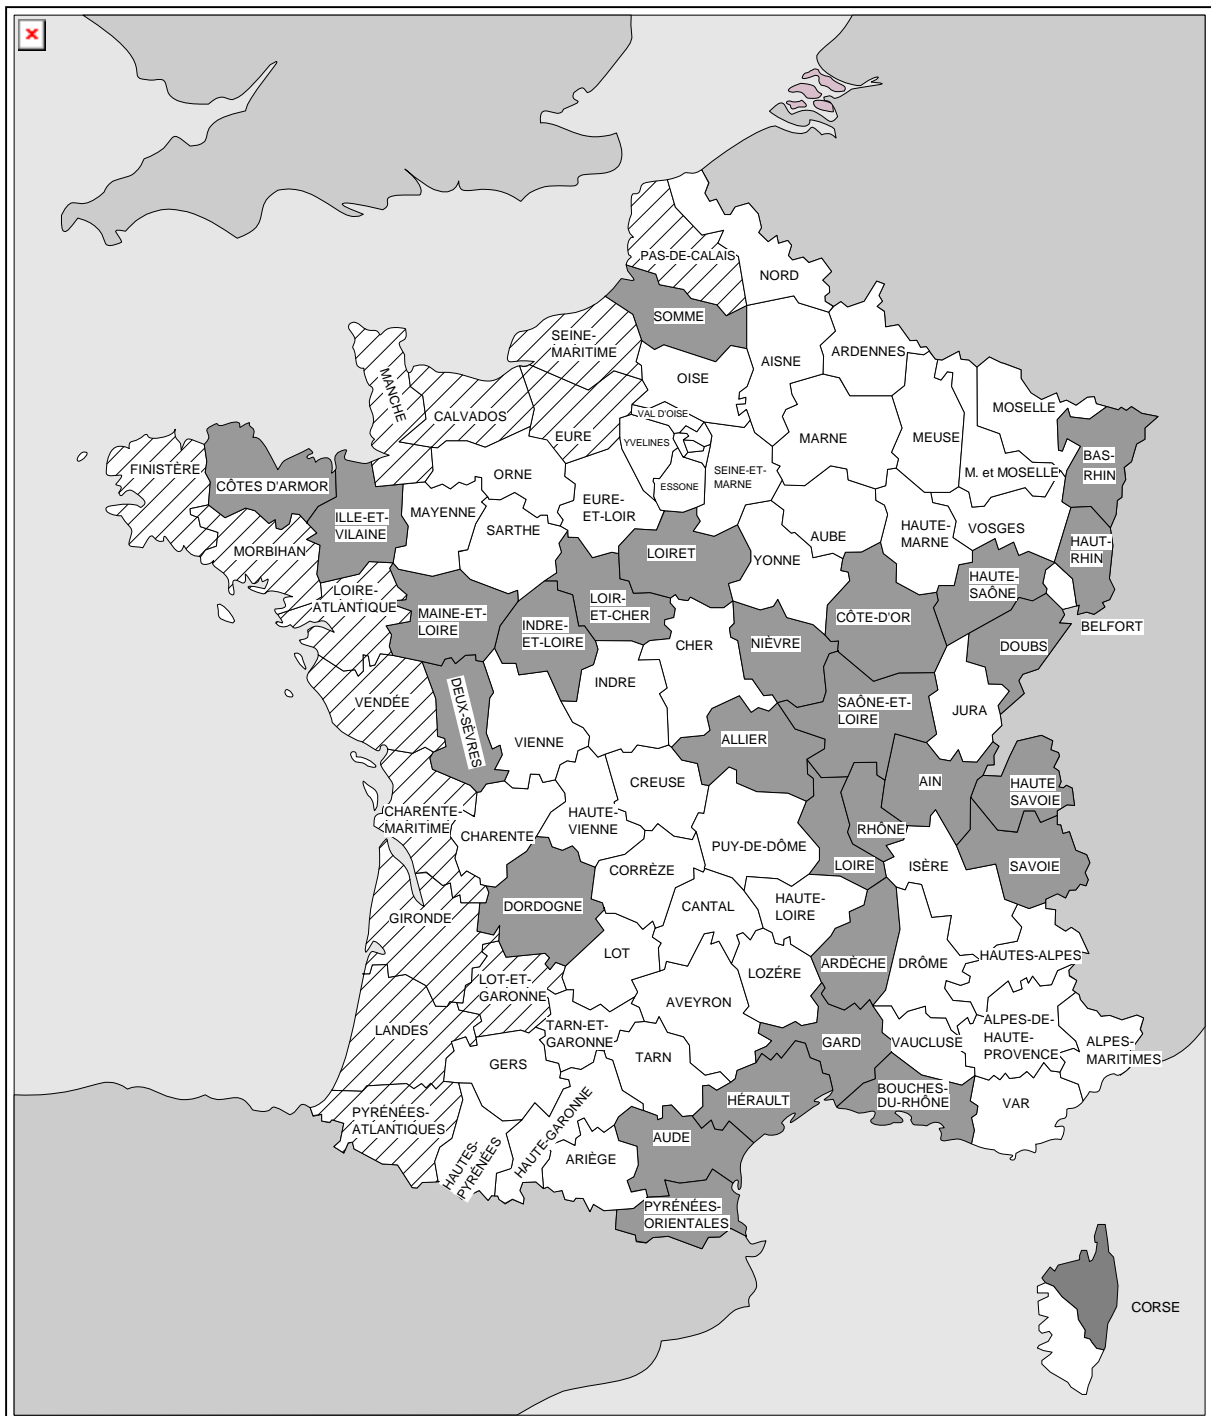 PAS-DE-CALAIS
NORD
SOMME
SEINE-
MARITIME
AISNE
ARDENNES
OISE
MANCHE
CALVADOS
EURE
VAL D'OISE
YVELINES
ESSONE
SEINE-ET-
MARNE
MARNE
MEUSE
MOSELLE
M. et MOSELLE
BAS-
RHIN
FINISTÈRE
CÔTES D'ARMOR
ILLE-ET-
VILAINE
MORBIHAN
ORNE
MAYENNE
SARTHE
EURE-
ET-LOIR
LOIRET
YONNE
AUBE
HAUTE-
MARNE
VOSGES
HAUT-
RHIN
HAUTE-
SAÔNE
BELFORT
LOIRE-
ATLANTIQUE
MAINE-ET-
LOIRE
INDRE-
ET-LOIRE
LOIR-
ET-CHER
CHER
NIÈVRE
CÔTE-D'OR
DOUBS
VENDÉE
DEUX-SÈVRES
VIENNE
INDRE
ALLIER
SAÔNE-ET-
LOIRE
JURA
CHARENTE-
MARITIME
CHARENTE
HAUTE-
VIENNE
CREUSE
PUY-DE-DÔME
LOIRE
RHÔNE
AIN
HAUTE
SAVOIE
SAVOIE
ISÈRE
GIRONDE
DORDOGNE
CORRÈZE
CANTAL
HAUTE-
LOIRE
ARDÈCHE
DRÔME
HAUTES-ALPES
LOT-ET-
GARONNE
LOT
AVEYRON
LOZÉRE
LANDES
GERS
TARN-ET-
GARONNE
TARN
GARD
VAUCLUSE
ALPES-DE-
HAUTE-
PROVENCE
ALPES-
MARITIMES
PYRÉNÉES-
ATLANTIQUES
HAUTES-
PYRÉNÉES
HAUTE-GARONNE
ARIÈGE
HÉRAULT
BOUCHES-
DU-RHÔNE
VAR
AUDE
PYRÉNÉES-
ORIENTALES
CORSE